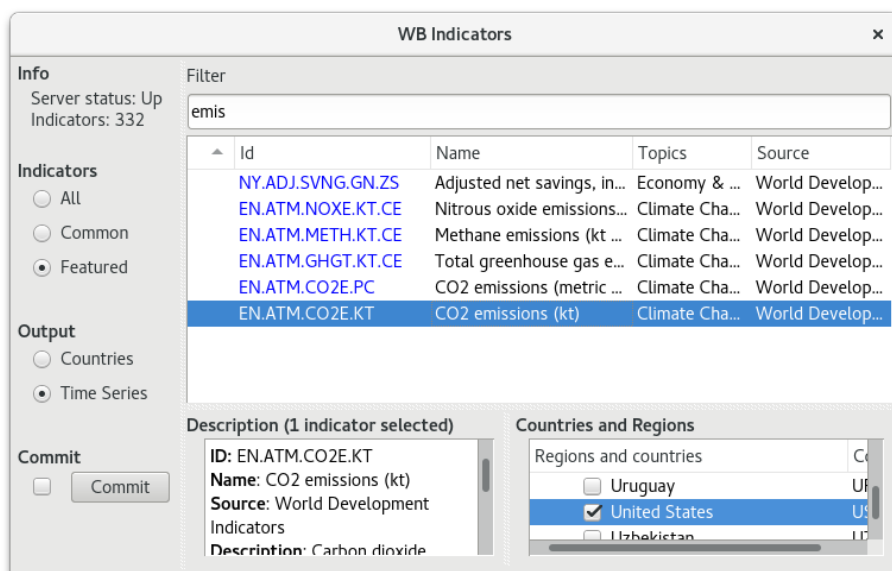 WB Indicators
Info
Server status: Up
Indicators: 332
Indicators
All
Common
Featured
Output
Countries
Time Series
Commit
Commit
Filter
emis
Id Name Topics Source
NY.ADJ.SVNG.GN.ZS Adjusted net savings, in... Economy & ... World Develop...
EN.ATM.NOXE.KT.CE Nitrous oxide emissions... Climate Cha... World Develop...
EN.ATM.METH.KT.CE Methane emissions (kt ... Climate Cha... World Develop...
EN.ATM.GHGT.KT.CE Total greenhouse gas e... Climate Cha... World Develop...
EN.ATM.CO2E.PC CO2 emissions (metric ... Climate Cha... World Develop...
EN.ATM.CO2E.KT CO2 emissions (kt) Climate Cha... World Develop...
Description (1 indicator selected)
ID: EN.ATM.CO2E.KT
Name: CO2 emissions (kt)
Source: World Development
Indicators
Description: Carbon dioxide
Countries and Regions
Regions and countries
Uruguay
United States US
Uzbekistan UZ